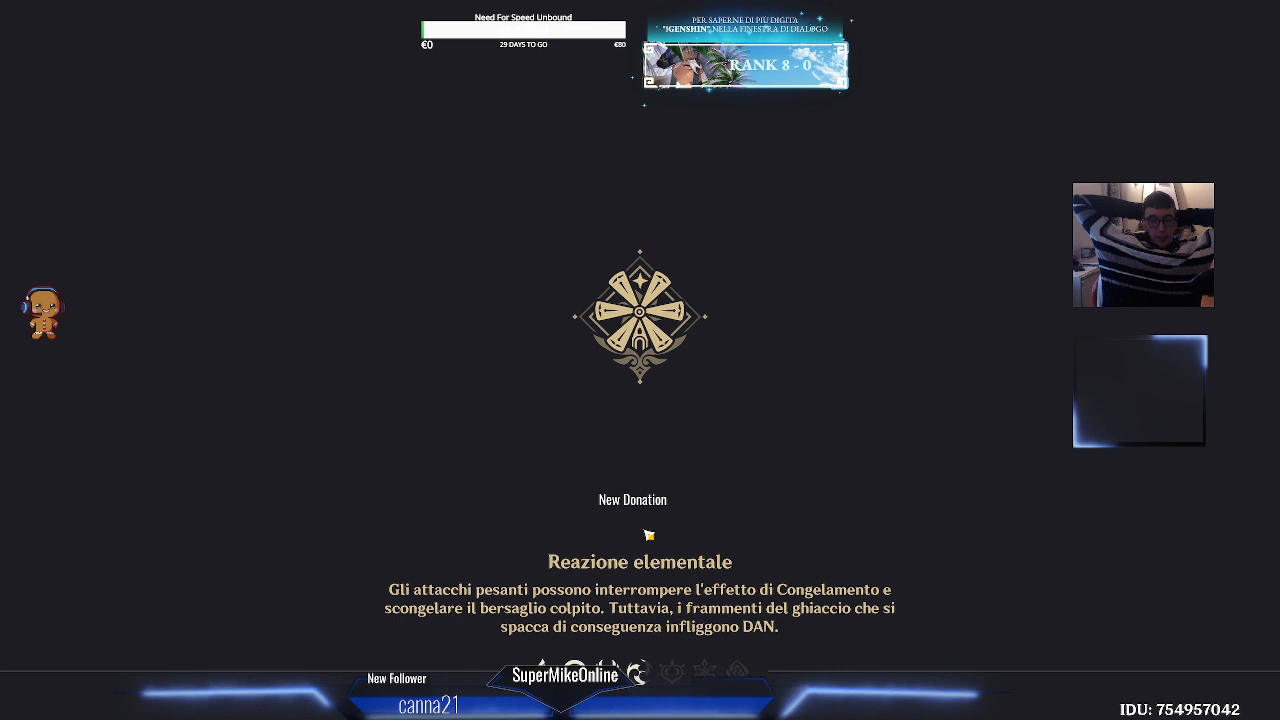 Need For Speed Unbound
€0
29 DAYS TO GO
€80
PER SAPERNE DI PIÙ DIGITA
"!GENSHIN" NELLA FINESTRA DI DIALOGO
RANK 8 - 0
New Donation
Reazione elementale
Gli attacchi pesanti possono interrompere l'effetto di Congelamento e
scongelare il bersaglio colpito. Tuttavia, i frammenti del ghiaccio che si
spacca di conseguenza infliggono DAN.
SuperMikeOnline
New Follower
canna21
IDU: 754957042